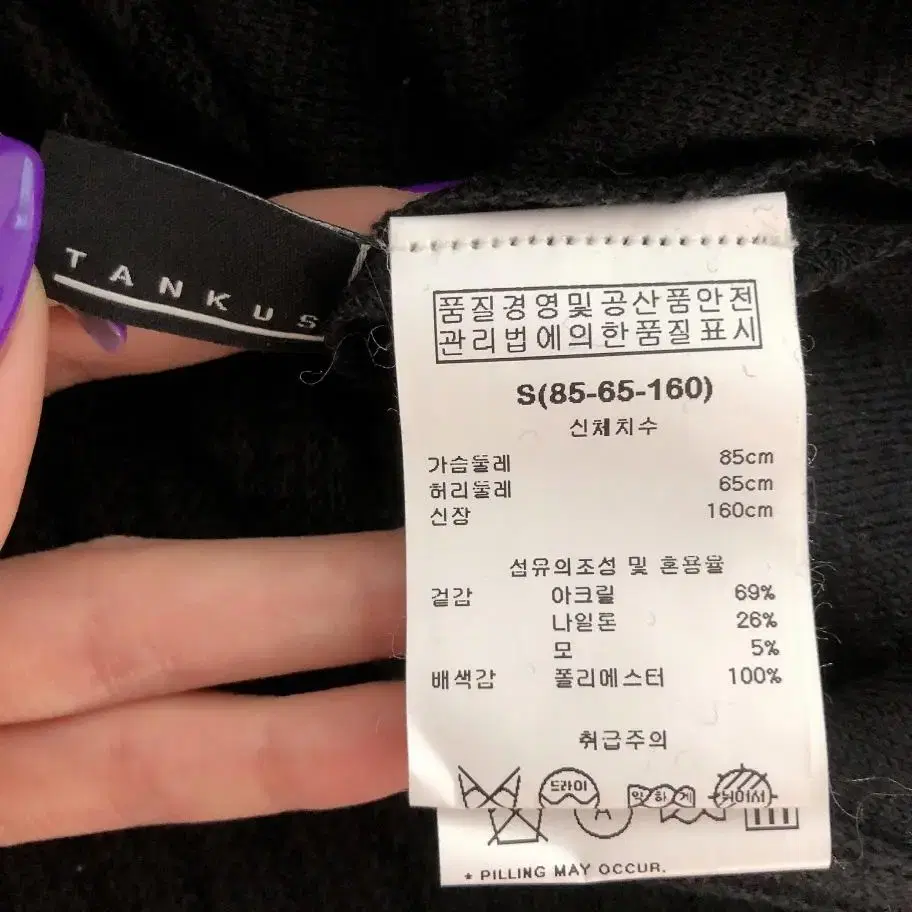 TANKUS
품질경영및공산품안전
관리법에의한품질표시
S(85-65-160)
신체치수
가슴둘레 85cm
허리둘레 65cm
신장 160cm
섬유의조성 및 혼용율
겉감 아크릴 69%
나일론 26%
모 5%
배색감 폴리에스터 100%
취급주의
드라이 약하게 뉘어서
A
* PILLING MAY OCCUR.